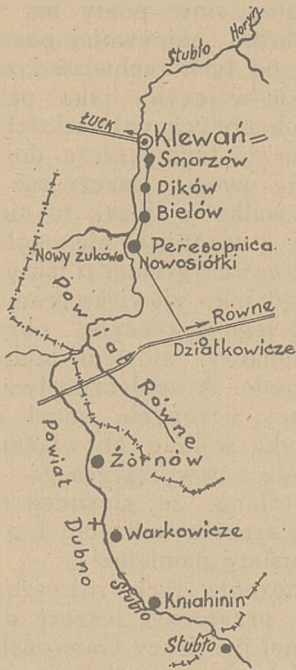 Horyń
Stubło
Łuck
Klewań
Smorzów
Dików
Bielów
Peresopnica
Nowy Żuków
Nowosiółki
Powiat Równe
Równe
Działkowicze
Żórnów
Powiat Dubno
Warkowicze
Stubło
Kniahinin
Stubło